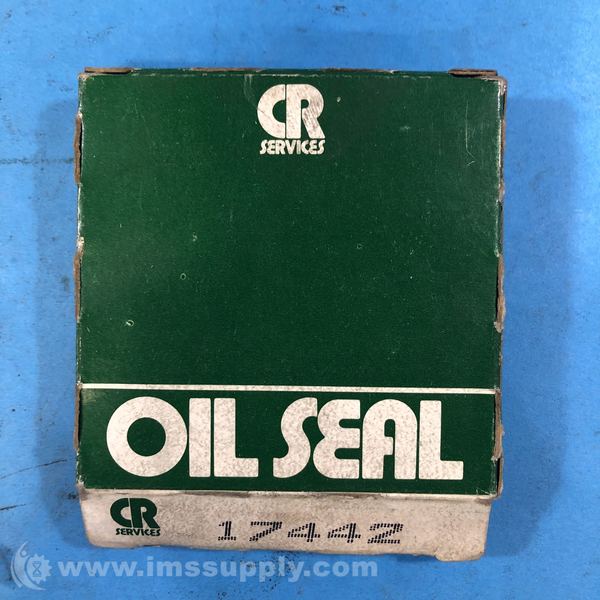 CR
SERVICES
OIL SEAL
CR
SERVICES
17442
© www.imssupply.com